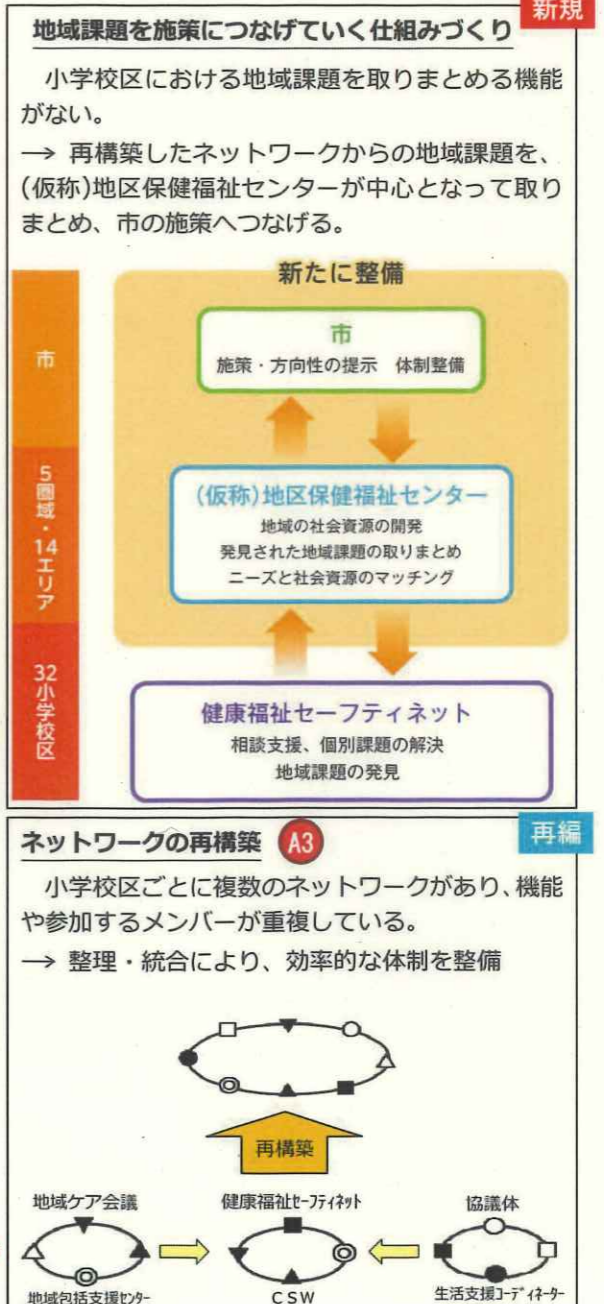 新規
地域課題を施策につなげていく仕組みづくり
小学校区における地域課題を取りまとめる機能
がない。
→ 再構築したネットワークからの地域課題を、
(仮称)地区保健福祉センターが中心となって取り
まとめ、市の施策へつなげる。
新たに整備
市
市
施策・方向性の提示　体制整備
5圏域・14エリア
(仮称)地区保健福祉センター
地域の社会資源の開発
発見された地域課題の取りまとめ
ニーズと社会資源のマッチング
32小学校区
健康福祉セーフティネット
相談支援、個別課題の解決
地域課題の発見
再編
ネットワークの再構築 A3
小学校区ごとに複数のネットワークがあり、機能
や参加するメンバーが重複している。
→ 整理・統合により、効率的な体制を整備
再構築
地域ケア会議
健康福祉ｾｰﾌﾃｨﾈｯﾄ
協議体
地域包括支援ｾﾝﾀｰ
CSW
生活支援ｺｰﾃﾞｨﾈｰﾀｰ